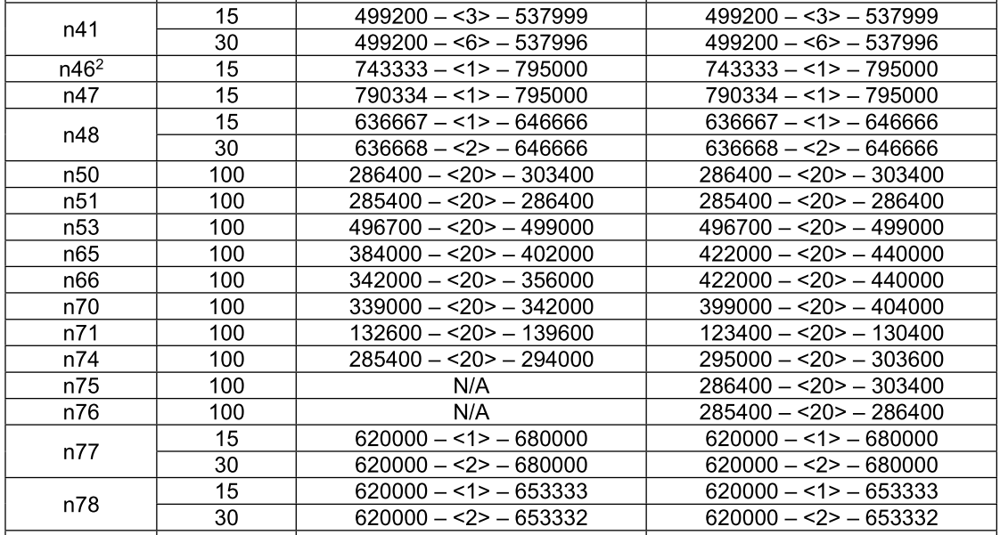 n41 15 499200 – <3> – 537999 499200 – <3> – 537999
30 499200 – <6> – 537996 499200 – <6> – 537996
n46² 15 743333 – <1> – 795000 743333 – <1> – 795000
n47 15 790334 – <1> – 795000 790334 – <1> – 795000
n48 15 636667 – <1> – 646666 636667 – <1> – 646666
30 636668 – <2> – 646666 636668 – <2> – 646666
n50 100 286400 – <20> – 303400 286400 – <20> – 303400
n51 100 285400 – <20> – 286400 285400 – <20> – 286400
n53 100 496700 – <20> – 499000 496700 – <20> – 499000
n65 100 384000 – <20> – 402000 422000 – <20> – 440000
n66 100 342000 – <20> – 356000 422000 – <20> – 440000
n70 100 339000 – <20> – 342000 399000 – <20> – 404000
n71 100 132600 – <20> – 139600 123400 – <20> – 130400
n74 100 285400 – <20> – 294000 295000 – <20> – 303600
n75 100 N/A 286400 – <20> – 303400
n76 100 N/A 285400 – <20> – 286400
n77 15 620000 – <1> – 680000 620000 – <1> – 680000
30 620000 – <2> – 680000 620000 – <2> – 680000
n78 15 620000 – <1> – 653333 620000 – <1> – 653333
30 620000 – <2> – 653332 620000 – <2> – 653332